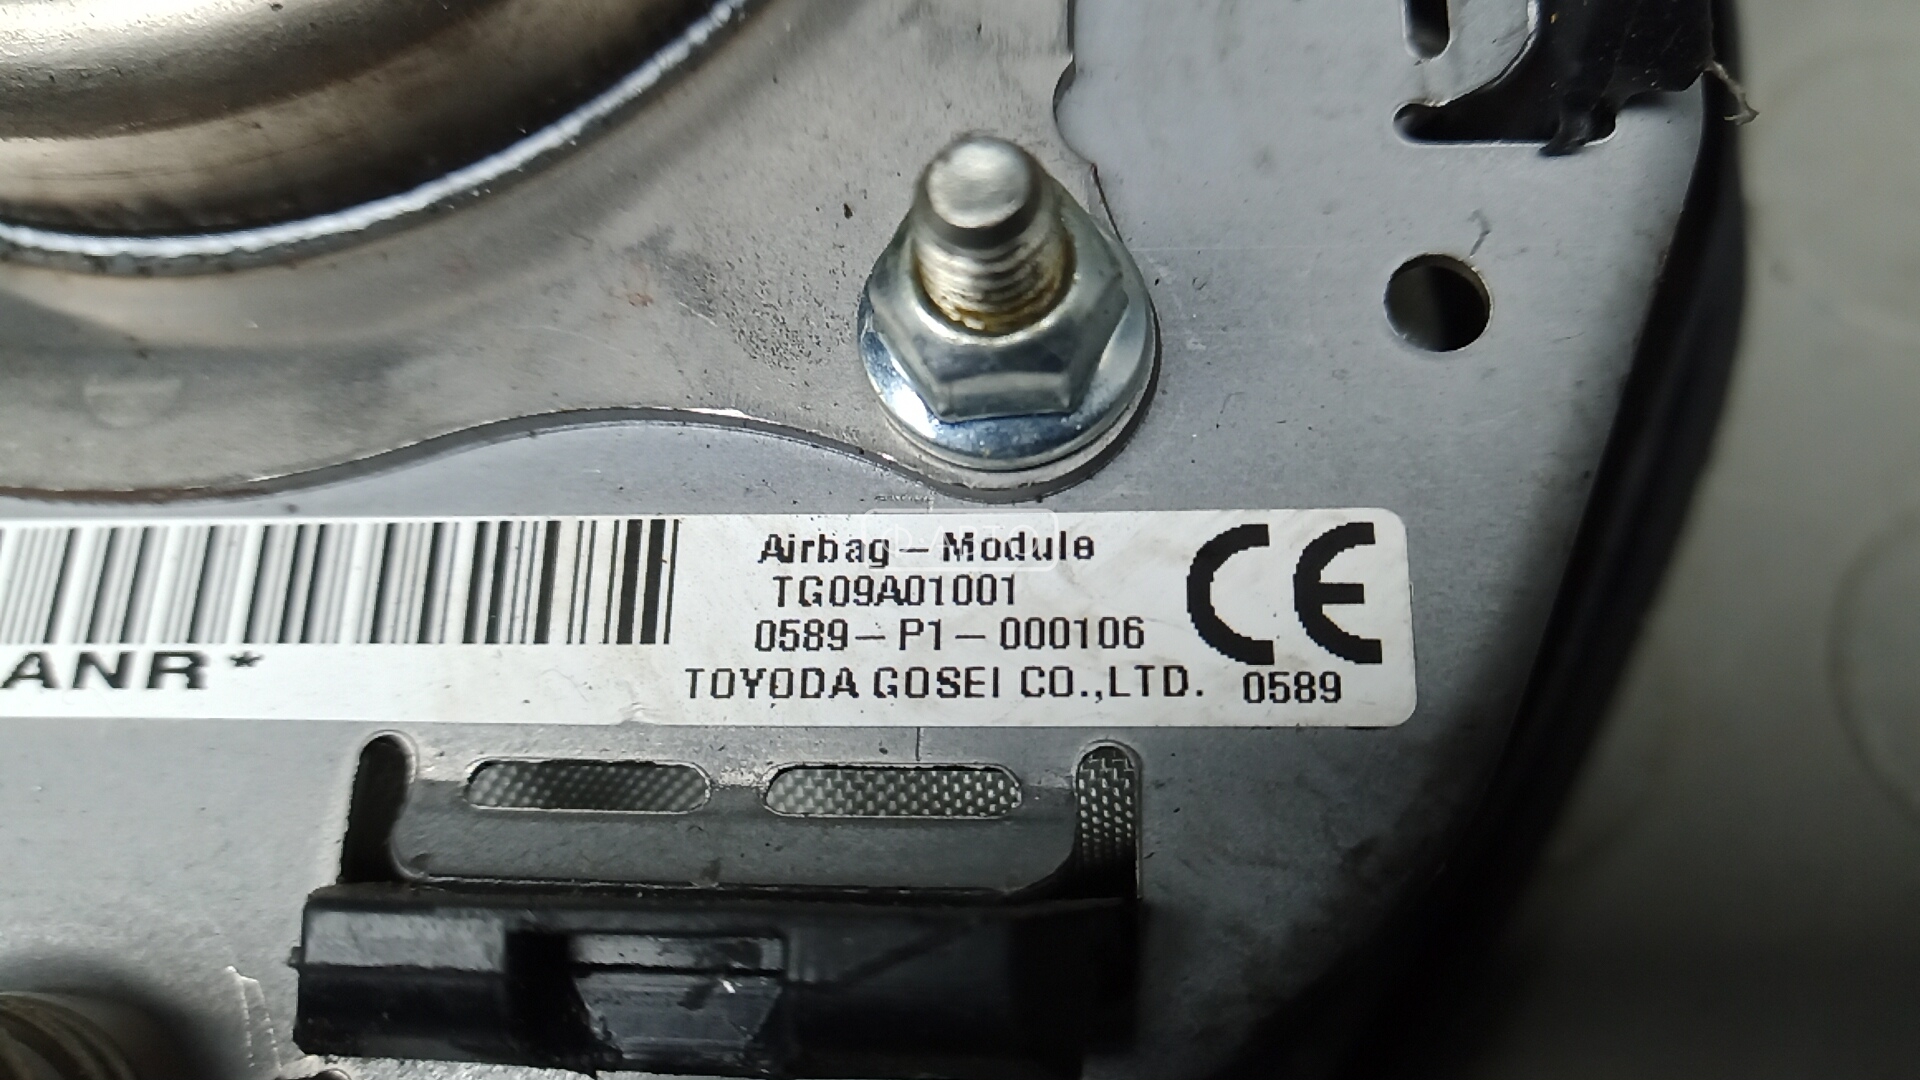 Airbag-Module
TG09A01001
0589-P1-000106
TOYODA GOSEI CO.,LTD.
CE
0589
ANR*